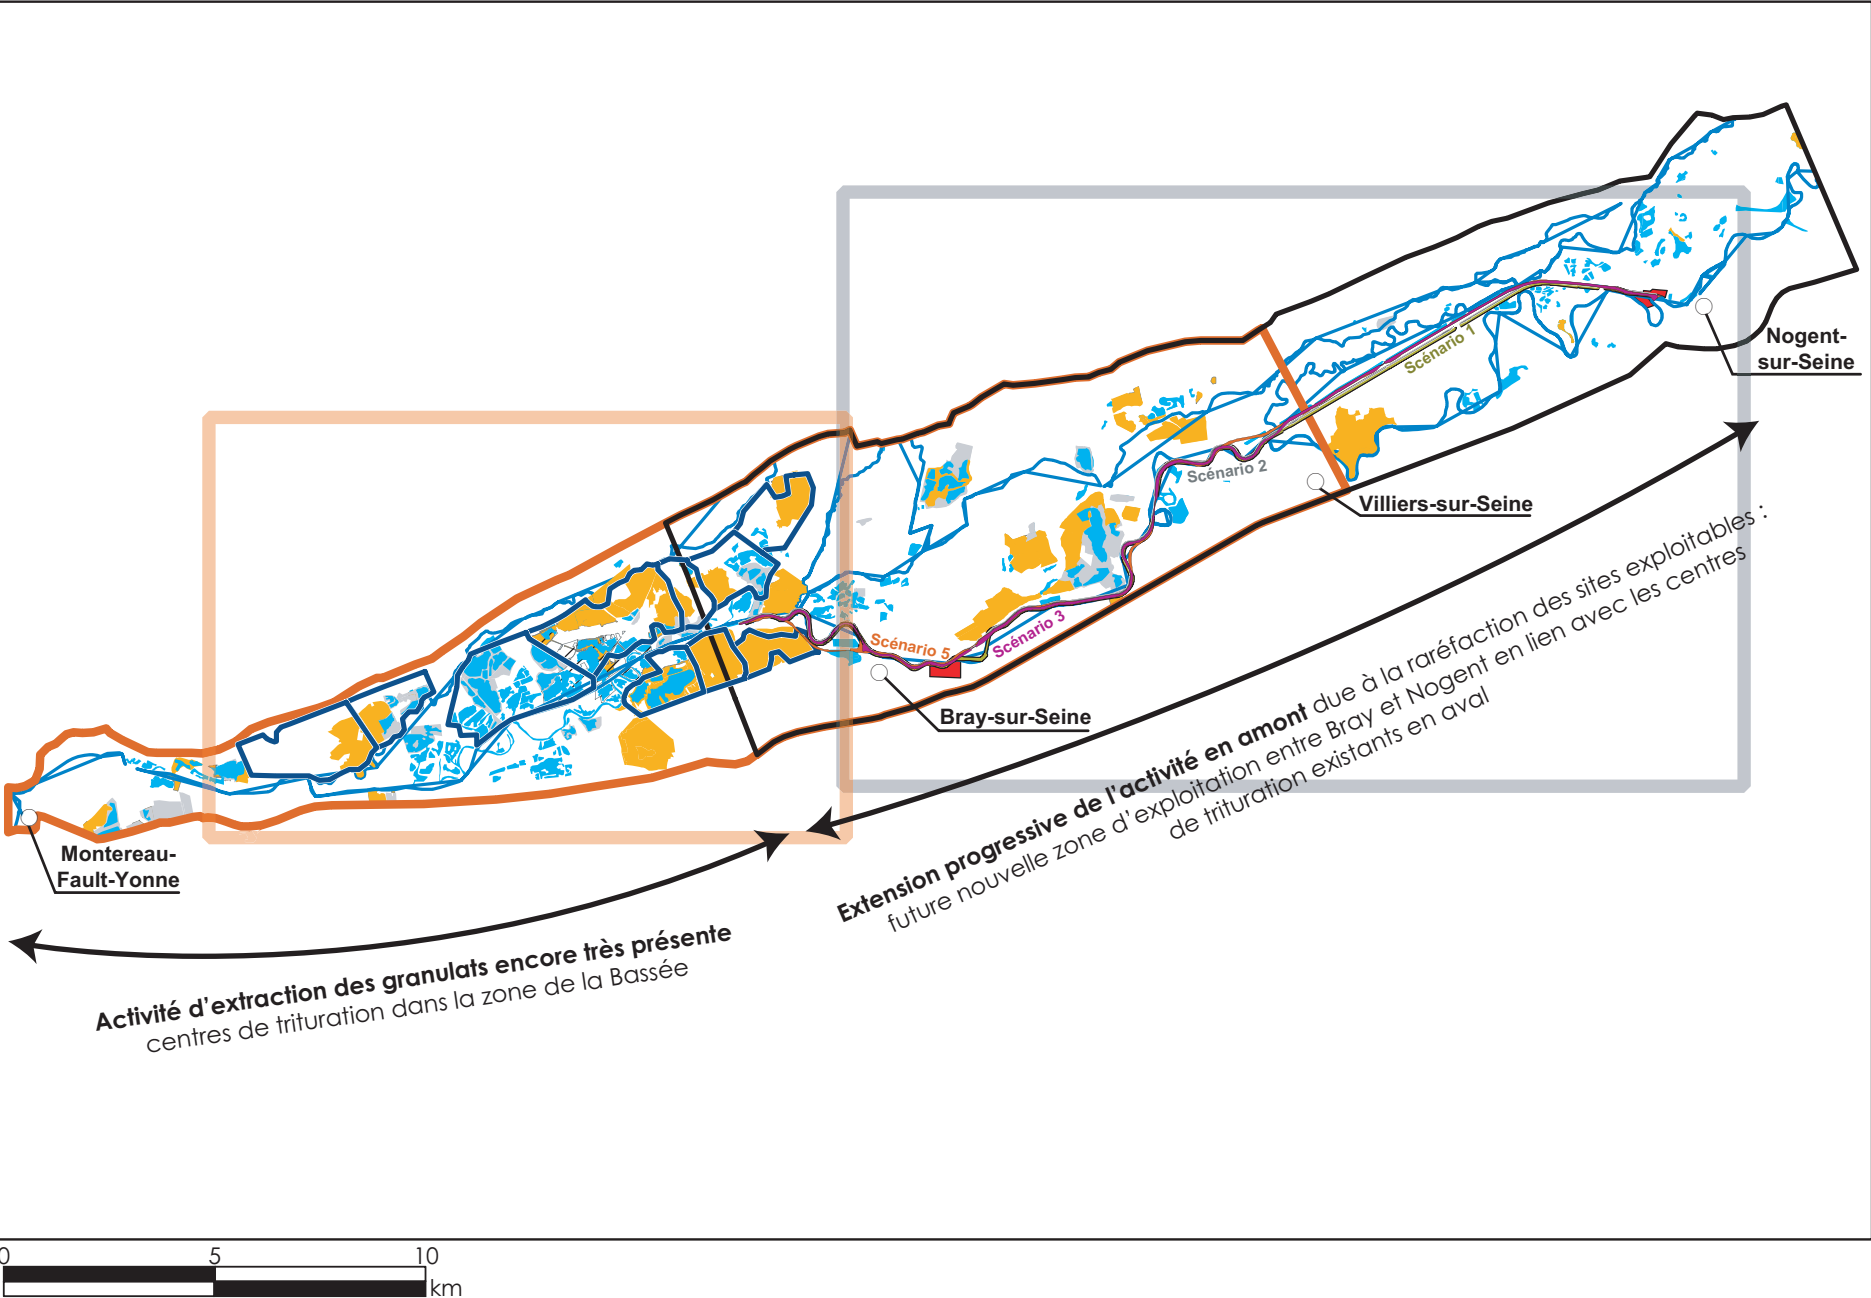 Nogent-
sur-Seine
Scénario 1
Scénario 2
Villiers-sur-Seine
Scénario 3
Scénario 5
Bray-sur-Seine
Montereau-
Fault-Yonne
Extension progressive de l'activité en amont due à la raréfaction des sites exploitables :
future nouvelle zone d'exploitation entre Bray et Nogent en lien avec les centres
de trituration existants en aval
Activité d'extraction des granulats encore très présente
centres de trituration dans la zone de la Bassée
0 5 10
km